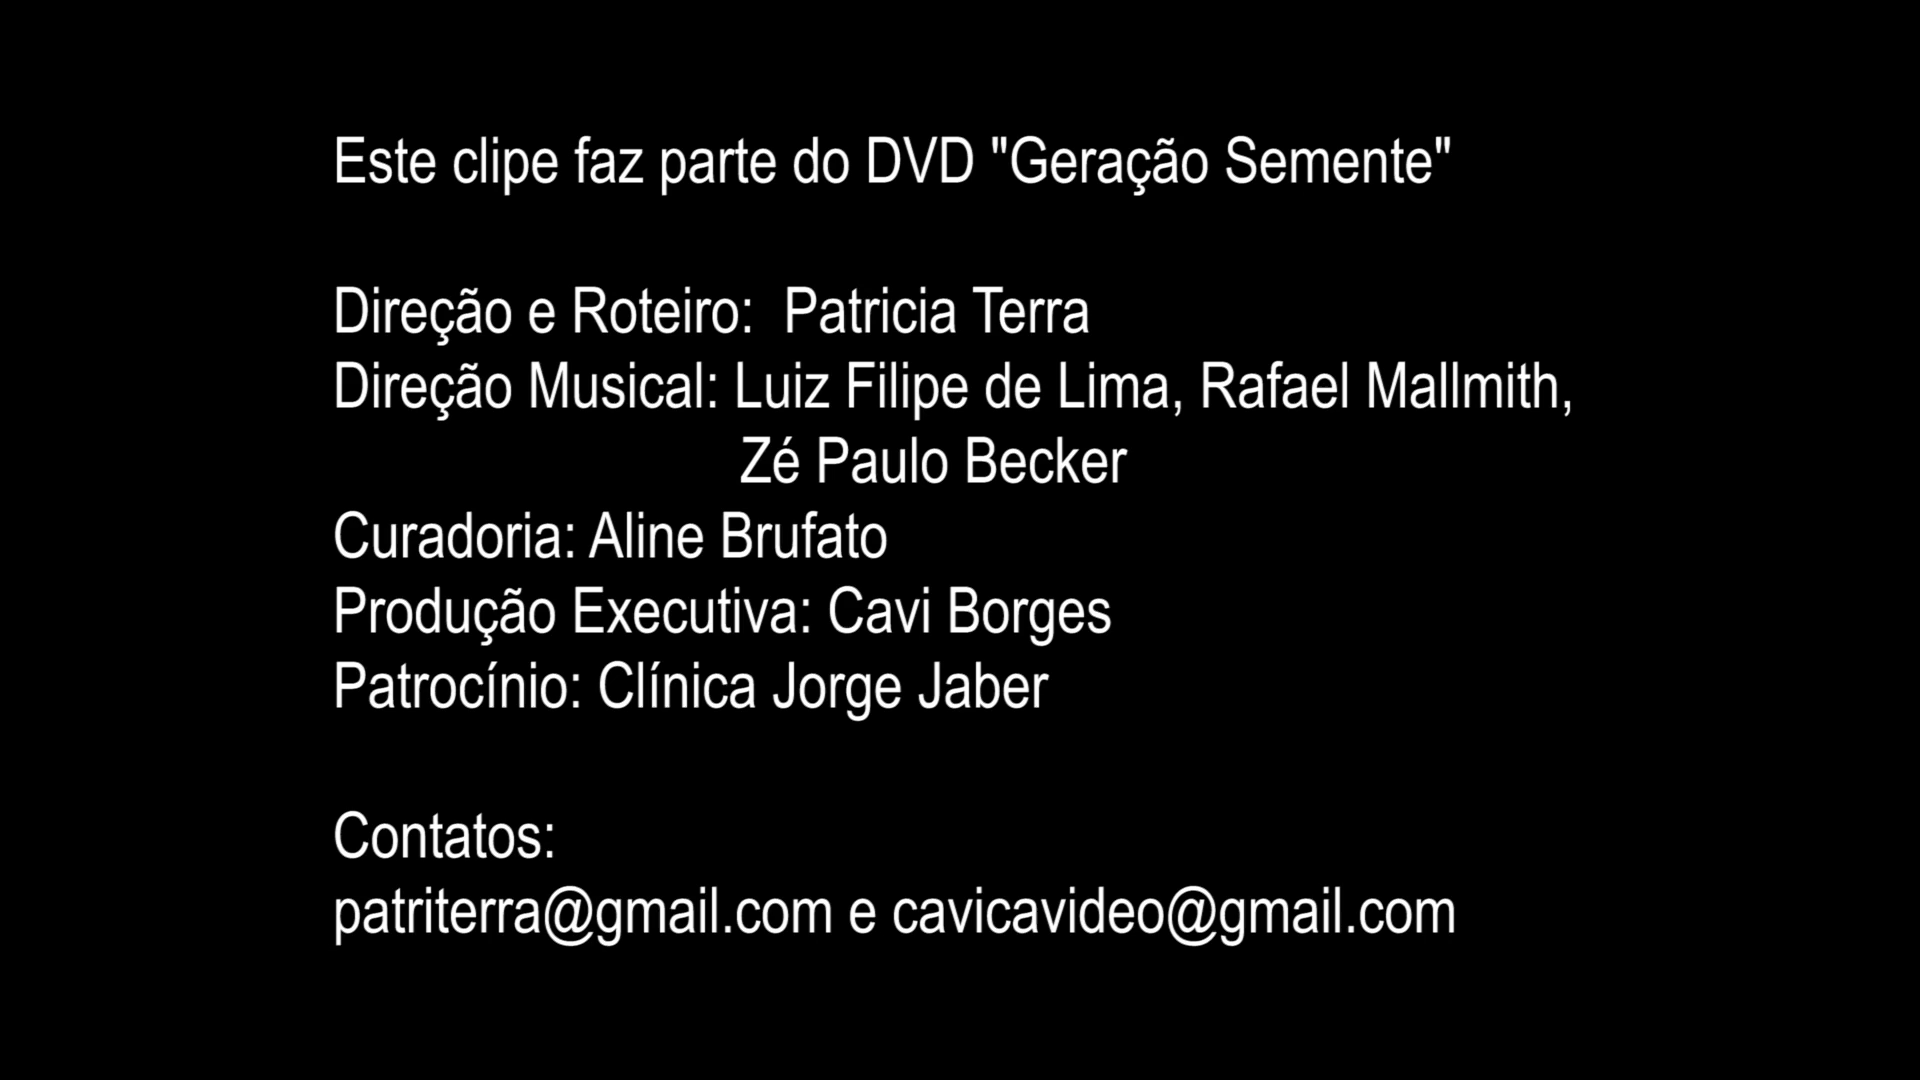 Este clipe faz parte do DVD "Geração Semente"
Direção e Roteiro:  Patricia Terra
Direção Musical: Luiz Filipe de Lima, Rafael Mallmith,
Zé Paulo Becker
Curadoria: Aline Brufato
Produção Executiva: Cavi Borges
Patrocínio: Clínica Jorge Jaber
Contatos:
patriterra@gmail.com e cavicavideo@gmail.com